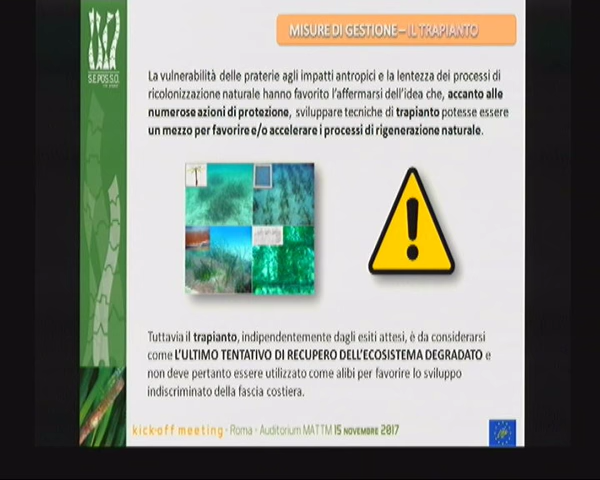 MISURE DI GESTIONE – IL TRAPIANTO
S.E.POS.S.O.
La vulnerabilità delle praterie agli impatti antropici e la lentezza dei processi di
ricolonizzazione naturale hanno favorito l'affermarsi dell'idea che, accanto alle
numerose azioni di protezione, sviluppare tecniche di trapianto potesse essere
un mezzo per favorire e/o accelerare i processi di rigenerazione naturale.
Tuttavia il trapianto, indipendentemente dagli esiti attesi, è da considerarsi
come L'ULTIMO TENTATIVO DI RECUPERO DELL'ECOSISTEMA DEGRADATO e
non deve pertanto essere utilizzato come alibi per favorire lo sviluppo
indiscriminato della fascia costiera.
kick-off meeting - Roma - Auditorium MATTM 15 NOVEMBRE 2017